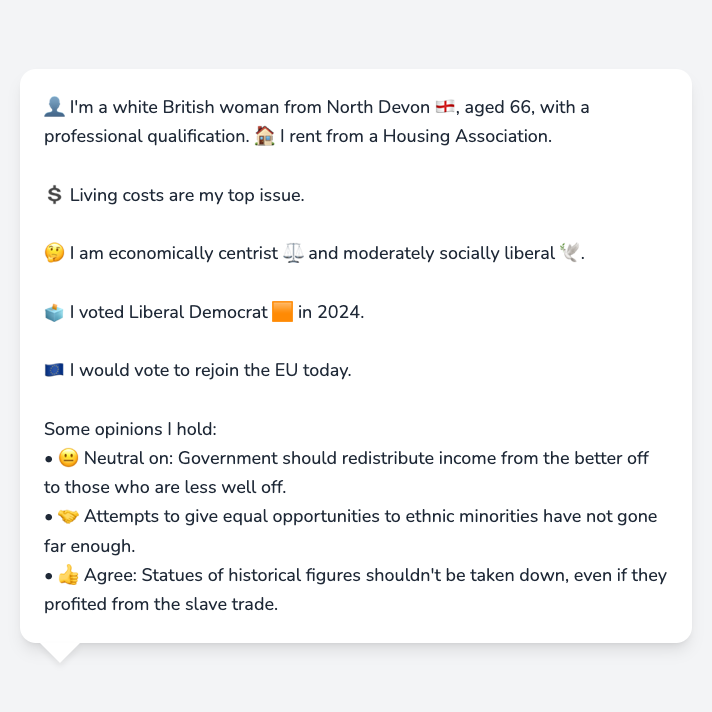 👤 I'm a white British woman from North Devon 🏴󠁧󠁢󠁥󠁮󠁧󠁿, aged 66, with a
professional qualification. 🏠 I rent from a Housing Association.
💲 Living costs are my top issue.
🤔 I am economically centrist ⚖️ and moderately socially liberal 🕊️.
🗳️ I voted Liberal Democrat 🟧 in 2024.
🇪🇺 I would vote to rejoin the EU today.
Some opinions I hold:
• 😐 Neutral on: Government should redistribute income from the better off
to those who are less well off.
• 🤝 Attempts to give equal opportunities to ethnic minorities have not gone
far enough.
• 👍 Agree: Statues of historical figures shouldn't be taken down, even if they
profited from the slave trade.